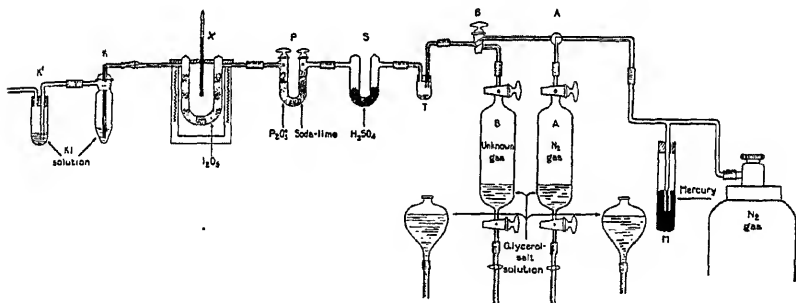 K'
K
X
P
S
B
A
T
KI
solution
I₂O₅
P₂O₅
Soda-lime
H₂SO₄
B
Unknown
gas
A
N₂
gas
Glycerol-
salt
solution
Mercury
M
N₂
gas